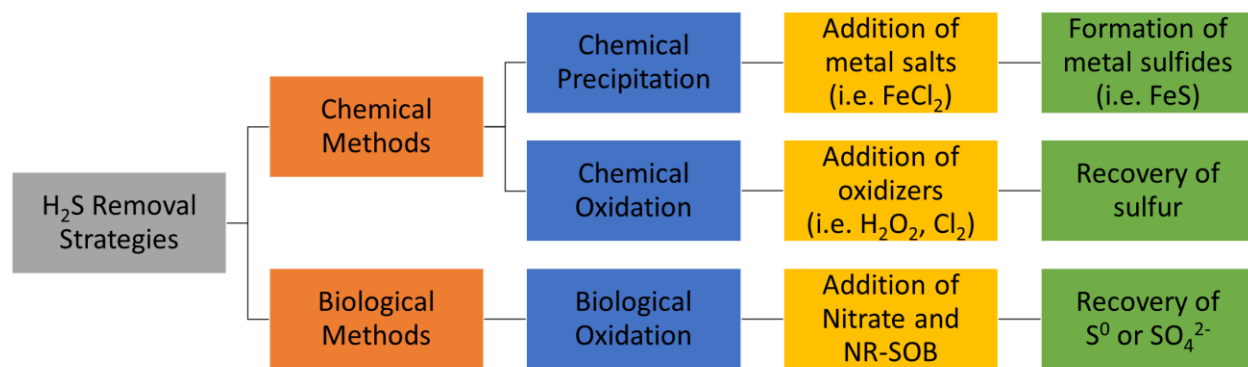 H₂S Removal
Strategies
Chemical
Methods
Chemical
Precipitation
Addition of
metal salts
(i.e. FeCl₂)
Formation of
metal sulfides
(i.e. FeS)
Chemical
Oxidation
Addition of
oxidizers
(i.e. H₂O₂, Cl₂)
Recovery of
sulfur
Biological
Methods
Biological
Oxidation
Addition of
Nitrate and
NR-SOB
Recovery of
S⁰ or SO₄²⁻